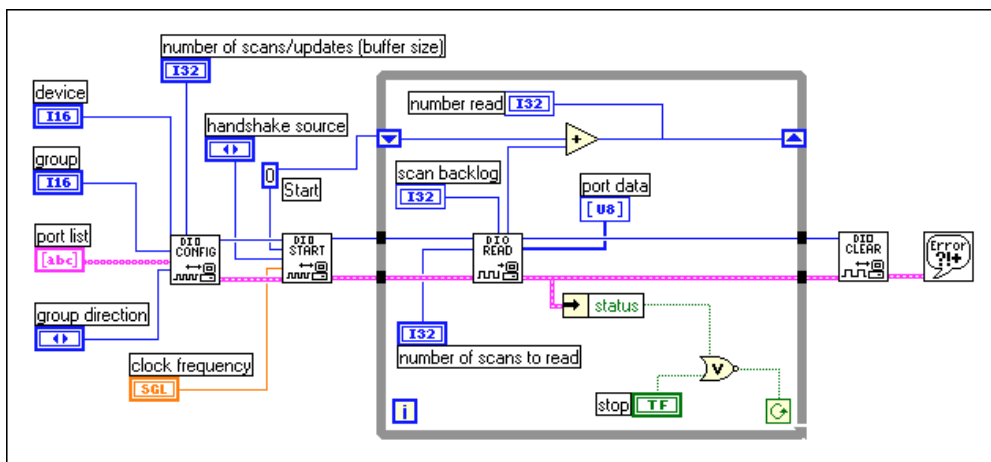 number of scans/updates (buffer size)
I32
device
I16
number read
I32
handshake source
group
I16
0
Start
scan backlog
I32
port data
[U8]
port list
[abc]
DIO
CONFIG
DIO
START
DIO
READ
DIO
CLEAR
Error
?!+
status
group direction
I32
number of scans to read
clock frequency
SGL
V
stop
TF
i
+